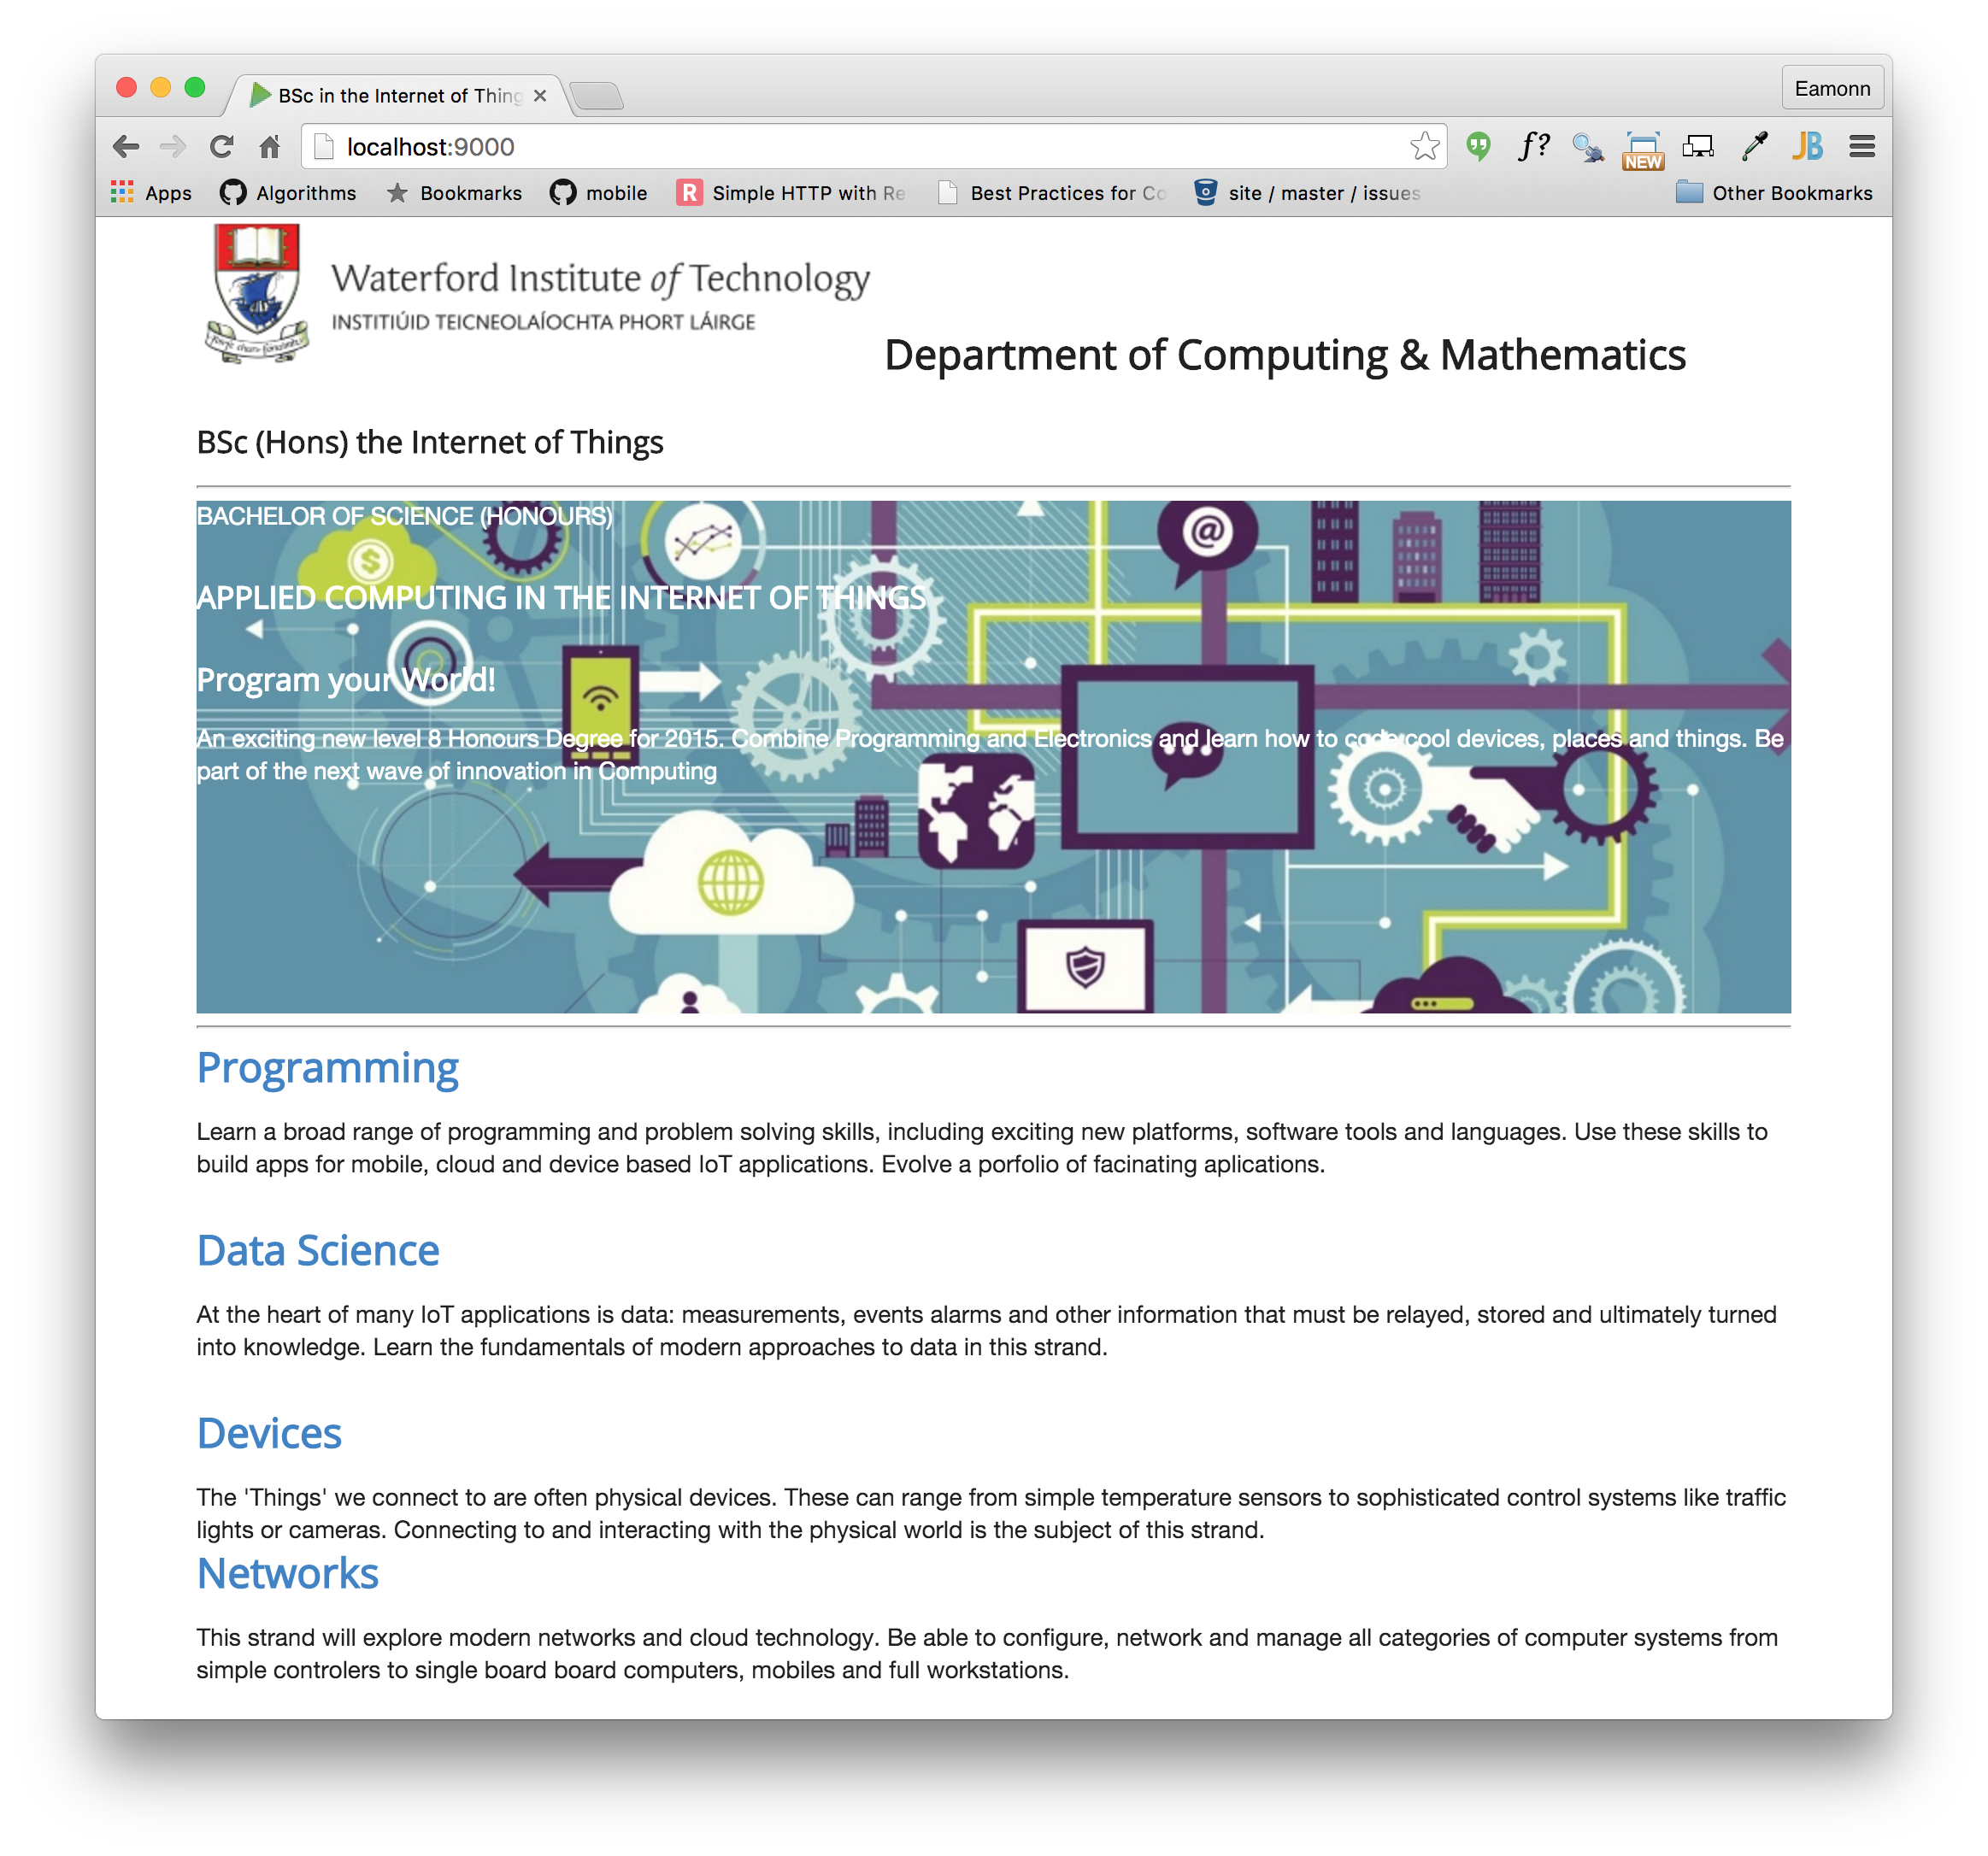 BSc in the Internet of Thing
Eamonn
localhost:9000
f?
NEW
JB
Apps
Algorithms
Bookmarks
mobile
R
Simple HTTP with Re
Best Practices for Co
site / master / issues
Other Bookmarks
Waterford Institute of Technology
INSTITIÚID TEICNEOLAÍOCHTA PHORT LÁIRGE
Department of Computing & Mathematics
BSc (Hons) the Internet of Things
BACHELOR OF SCIENCE (HONOURS)
@
$
APPLIED COMPUTING IN THE INTERNET OF THINGS
Program your World!
An exciting new level 8 Honours Degree for 2015. Combine Programming and Electronics and learn how to code cool devices, places and things. Be
part of the next wave of innovation in Computing
Programming
Learn a broad range of programming and problem solving skills, including exciting new platforms, software tools and languages. Use these skills to
build apps for mobile, cloud and device based IoT applications. Evolve a porfolio of facinating aplications.
Data Science
At the heart of many IoT applications is data: measurements, events alarms and other information that must be relayed, stored and ultimately turned
into knowledge. Learn the fundamentals of modern approaches to data in this strand.
Devices
The 'Things' we connect to are often physical devices. These can range from simple temperature sensors to sophisticated control systems like traffic
lights or cameras. Connecting to and interacting with the physical world is the subject of this strand.
Networks
This strand will explore modern networks and cloud technology. Be able to configure, network and manage all categories of computer systems from
simple controlers to single board board computers, mobiles and full workstations.